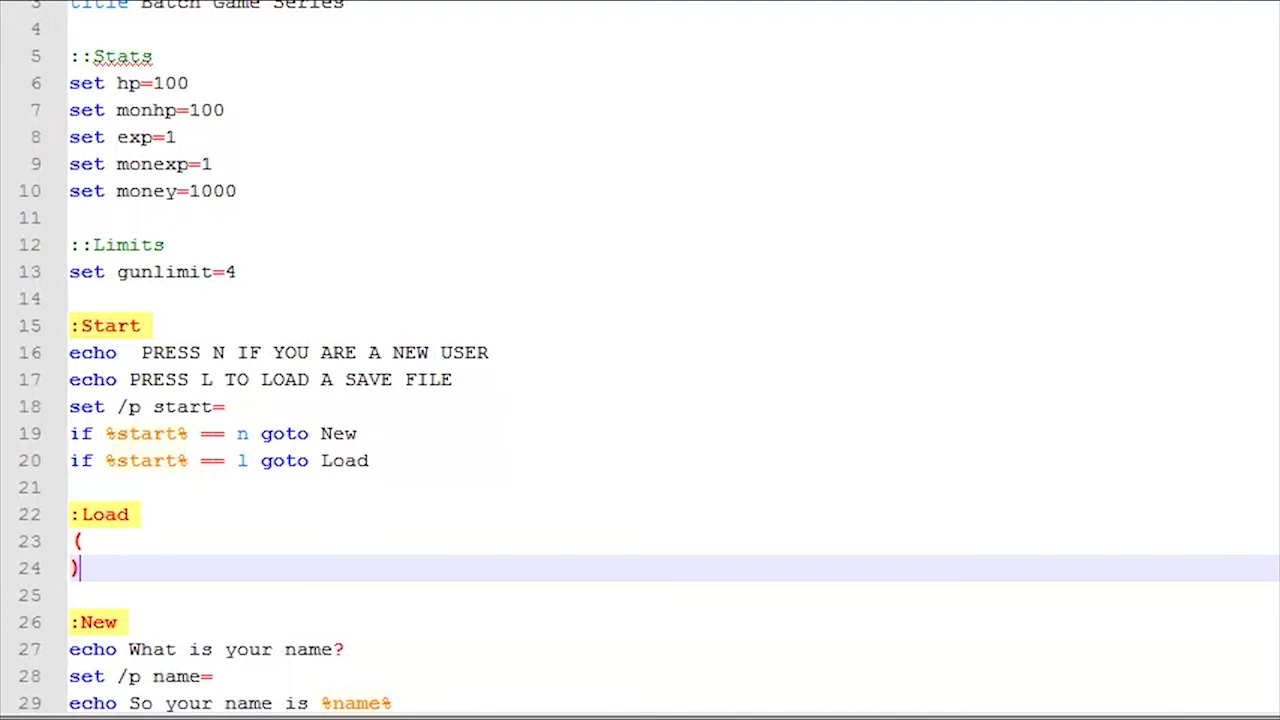 3 title Batch Game Series
4
5 ::Stats
6 set hp=100
7 set monhp=100
8 set exp=1
9 set monexp=1
10 set money=1000
11
12 ::Limits
13 set gunlimit=4
14
15 :Start
16 echo  PRESS N IF YOU ARE A NEW USER
17 echo PRESS L TO LOAD A SAVE FILE
18 set /p start=
19 if %start% == n goto New
20 if %start% == l goto Load
21
22 :Load
23 (
24 )
25
26 :New
27 echo What is your name?
28 set /p name=
29 echo So your name is %name%